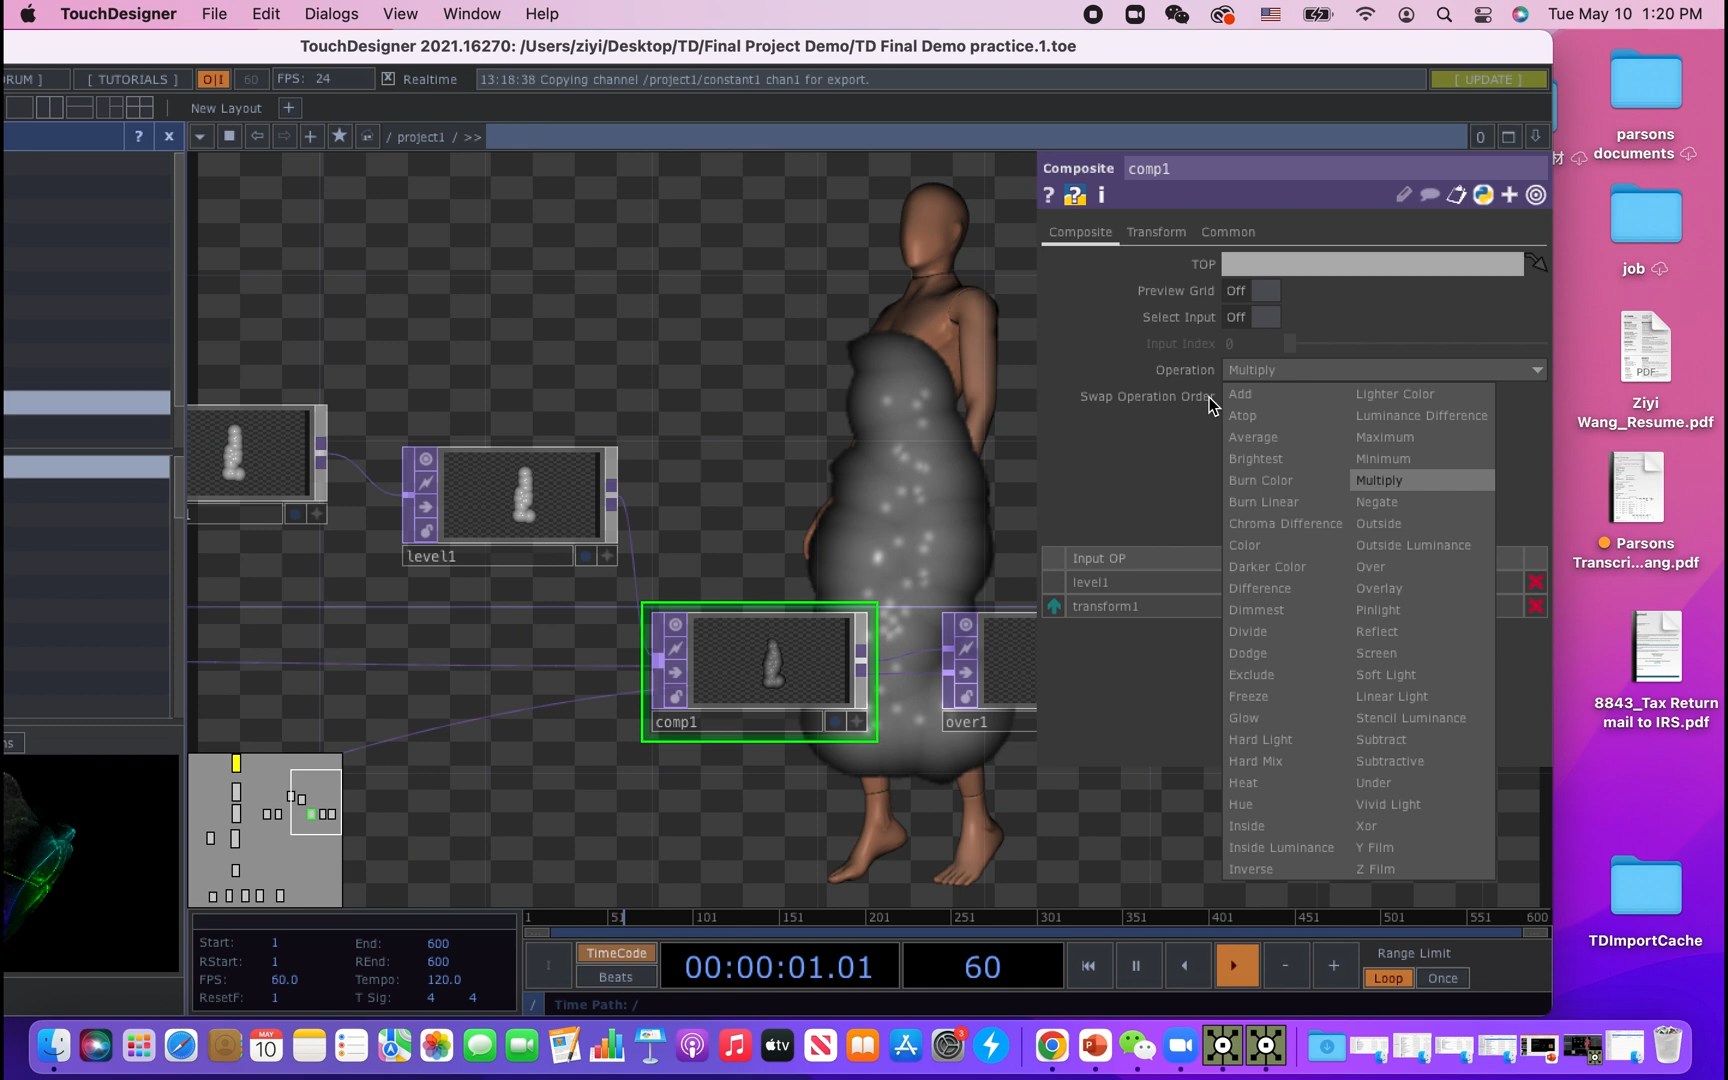 TouchDesigner File Edit Dialogs View Window Help Tue May 10 1:20 PM
TouchDesigner 2021.16270: /Users/ziyi/Desktop/TD/Final Project Demo/TD Final Demo practice.1.toe
RUM ] [ TUTORIALS ] O|I 60 FPS: 24 Realtime 13:18:38 Copying channel /project1/constant1 chan1 for export. [ UPDATE ]
New Layout +
? x / project1 / >> 0
Composite comp1
? ? i
Composite Transform Common
TOP
Preview Grid Off
Select Input Off
Input Index 0
Operation Multiply
Swap Operation Order
Add Lighter Color
Atop Luminance Difference
Average Maximum
Brightest Minimum
Burn Color Multiply
Burn Linear Negate
Chroma Difference Outside
Color Outside Luminance
Darker Color Over
Difference Overlay
Dimmest Pinlight
Divide Reflect
Dodge Screen
Exclude Soft Light
Freeze Linear Light
Glow Stencil Luminance
Hard Light Subtract
Hard Mix Subtractive
Heat Under
Hue Vivid Light
Inside Xor
Inside Luminance Y Film
Inverse Z Film
Input OP
level1
transform1
1
level1
comp1
over1
ns
Start: 1 End: 600
RStart: 1 REnd: 600
FPS: 60.0 Tempo: 120.0
ResetF: 1 T Sig: 4 4
1 51 101 151 201 251 301 351 401 451 501 551 600
TimeCode
Beats
00:00:01.01
60
- +
Range Limit
Loop Once
/ Time Path: /
parsons
documents
job
PDF
Ziyi
Wang_Resume.pdf
Parsons
Transcri...ang.pdf
8843_Tax Return
mail to IRS.pdf
TDImportCache
MAY
10
tv
3